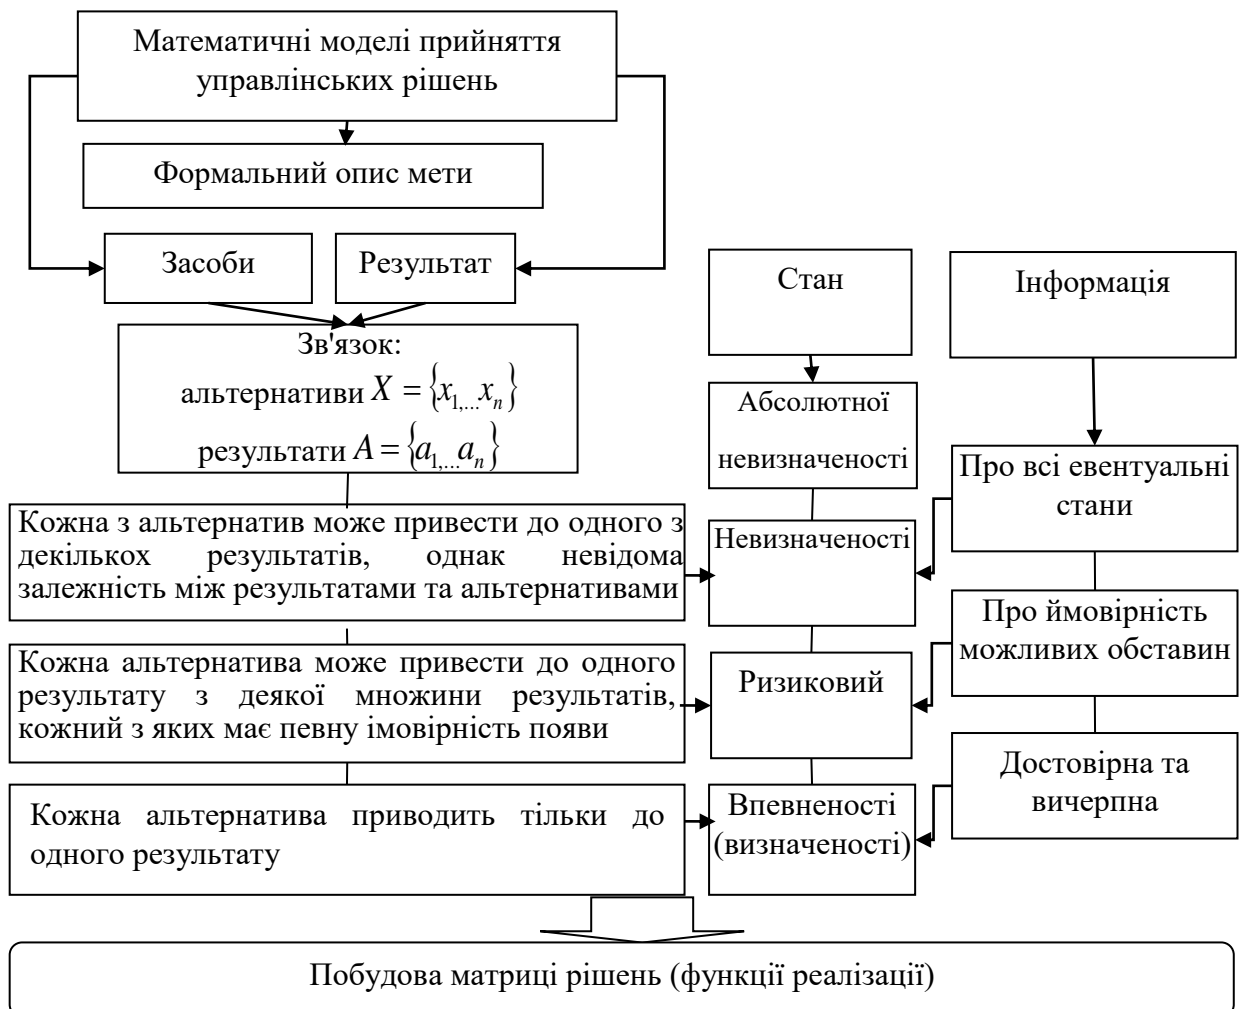 Математичні моделі прийняття
управлінських рішень
Формальний опис мети
Засоби
Результат
Зв'язок:
альтернативи X = {x₁,...xₙ}
результати A = {a₁,...aₙ}
Кожна з альтернатив може привести до одного з
декількох результатів, однак невідома
залежність між результатами та альтернативами
Кожна альтернатива може привести до одного
результату з деякої множини результатів,
кожний з яких має певну імовірність появи
Кожна альтернатива приводить тільки до
одного результату
Стан
Абсолютної
невизначеності
Невизначеності
Ризиковий
Впевненості
(визначеності)
Інформація
Про всі евентуальні
стани
Про ймовірність
можливих обставин
Достовірна та
вичерпна
Побудова матриці рішень (функції реалізації)